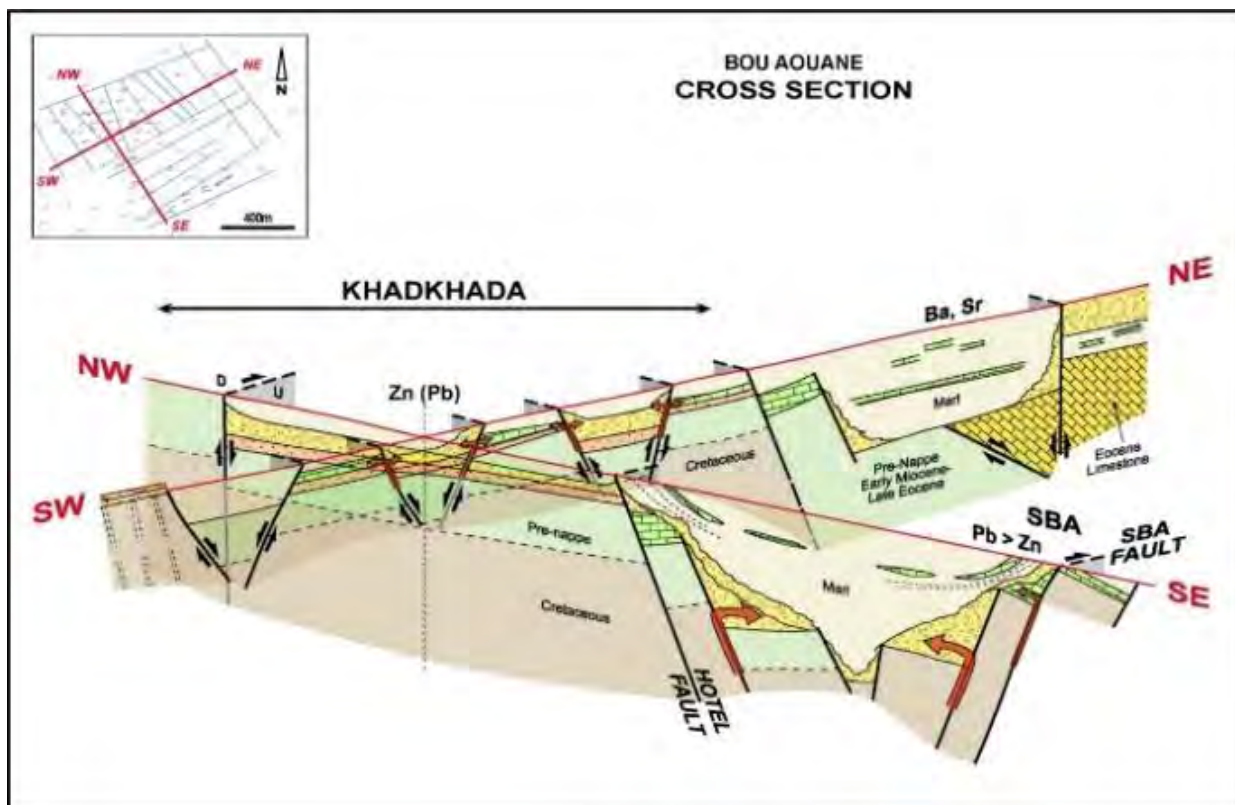 BOU AOUANE
CROSS SECTION
NW
NE
N
SW
SE
400m
KHADKHADA
NE
Ba, Sr
NW
D
U
Zn (Pb)
Marl
Cretaceous
Eocene
Limestone
Pre-Nappe
Early Miocene-
Late Eocene
SW
SBA
Pb > Zn
SBA
FAULT
Pre-nappe
Marl
SE
Cretaceous
HOTEL
FAULT